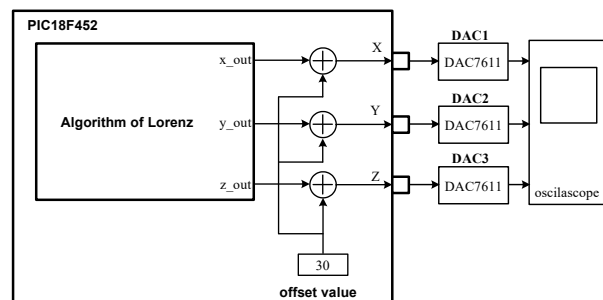 PIC18F452
x_out
X
DAC1
DAC7611
Algorithm of Lorenz
y_out
Y
DAC2
DAC7611
z_out
Z
DAC3
DAC7611
oscilascope
30
offset value